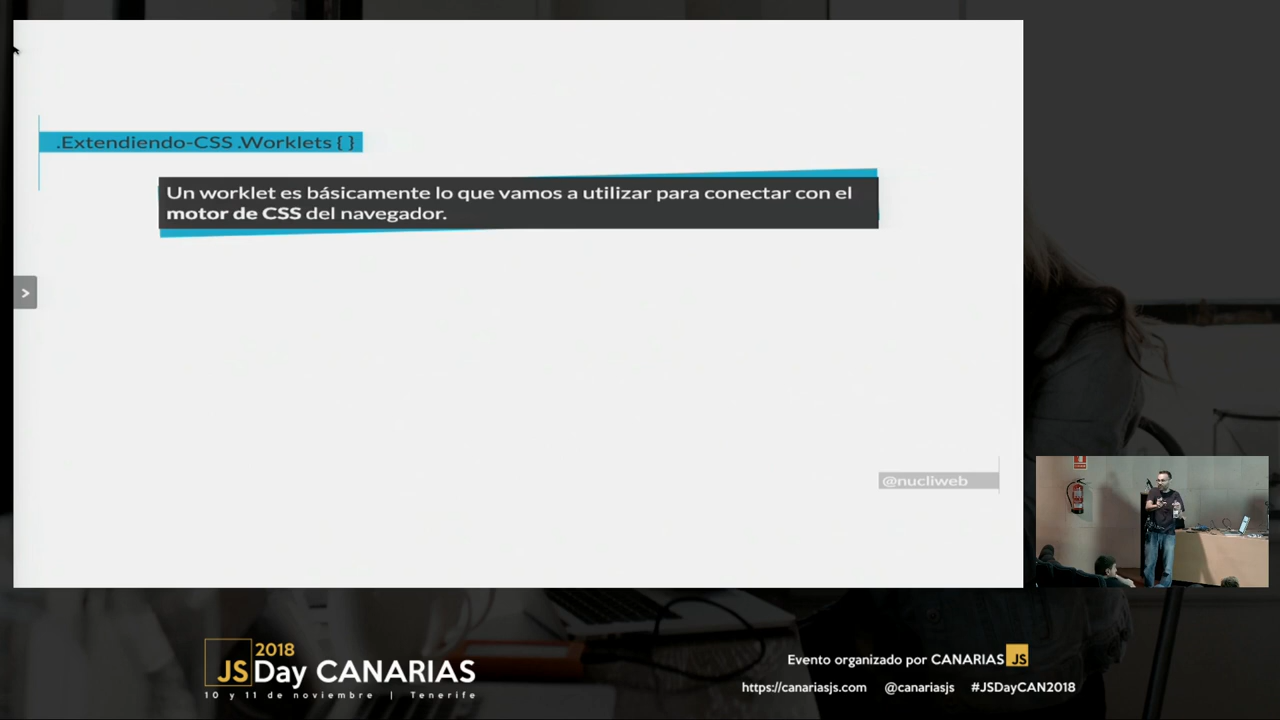 .Extendiendo-CSS .Worklets { }
Un worklet es básicamente lo que vamos a utilizar para conectar con el
motor de CSS del navegador.
>
@nucliweb
2018
JSDay CANARIAS
10 y 11 de noviembre | Tenerife
Evento organizado por CANARIAS JS
https://canariasjs.com @canariasjs #JSDayCAN2018